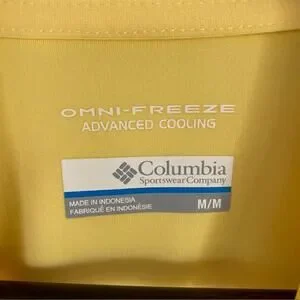 OMNI-FREEZE
ADVANCED COOLING
Columbia
Sportswear Company
MADE IN INDONESIA
FABRIQUÉ EN INDONÉSIE
M/M